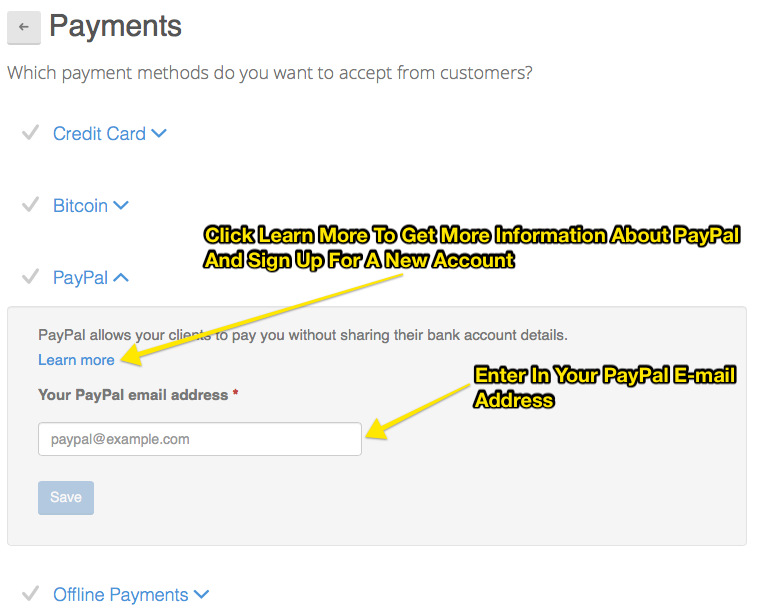 Payments
Which payment methods do you want to accept from customers?
Credit Card
Bitcoin
Click Learn More To Get More Information About PayPal
And Sign Up For A New Account
PayPal
PayPal allows your clients to pay you without sharing their bank account details.
Learn more
Enter In Your PayPal E-mail
Address
Your PayPal email address *
paypal@example.com
Save
Offline Payments